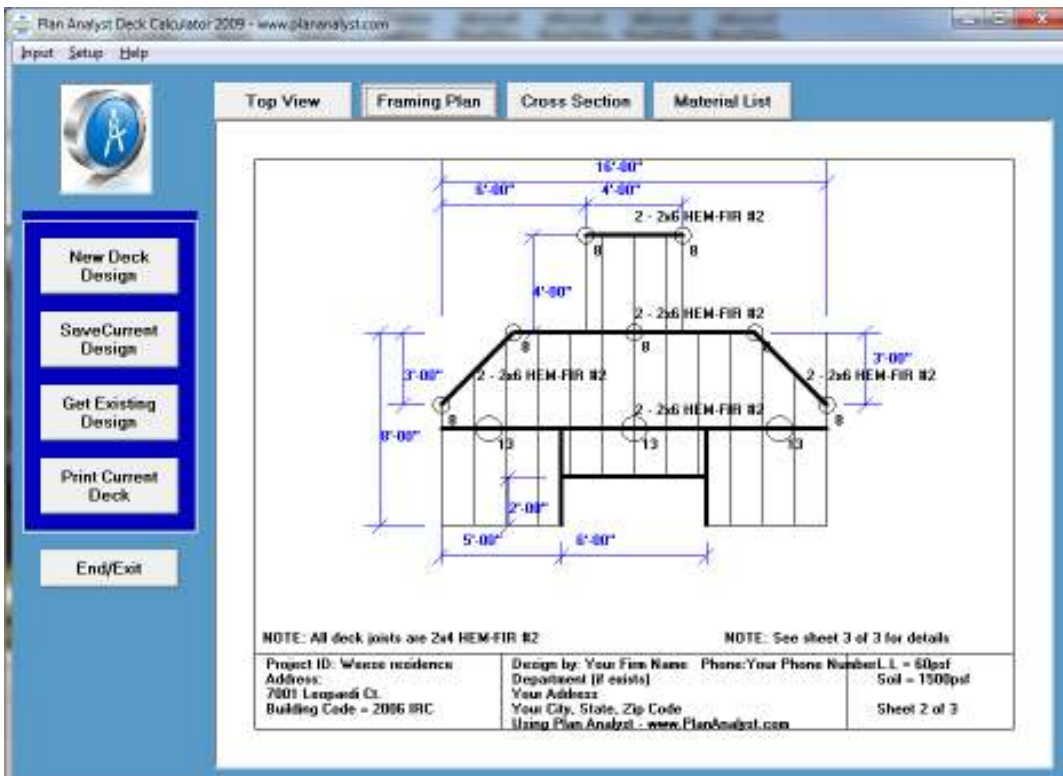 Plan Analyst Deck Calculator 2009 - www.plananalyst.com
Input Setup Help
Top View
Framing Plan
Cross Section
Material List
New Deck
Design
SaveCurrent
Design
Get Existing
Design
Print Current
Deck
End/Exit
16'-00"
6'-00"
4'-00"
2 - 2x6 HEM-FIR #2
8
8
4'-00"
2 - 2x6 HEM-FIR #2
8
8
8
3'-00"
2 - 2x6 HEM-FIR #2
3'-00"
2 - 2x6 HEM-FIR #2
2 - 2x6 HEM-FIR #2
8
8
8'-00"
13
13
13
2'-00"
5'-00"
6'-00"
NOTE: All deck joists are 2x4 HEM-FIR #2
NOTE: See sheet 3 of 3 for details
Project ID: Weese residence
Address:
7001 Leopardi Ct.
Building Code = 2006 IRC
Design by: Your Firm Name Phone:Your Phone Number
Department (if exists)
Your Address
Your City, State, Zip Code
Using Plan Analyst - www.PlanAnalyst.com
L.L = 60psf
Soil = 1500psf
Sheet 2 of 3